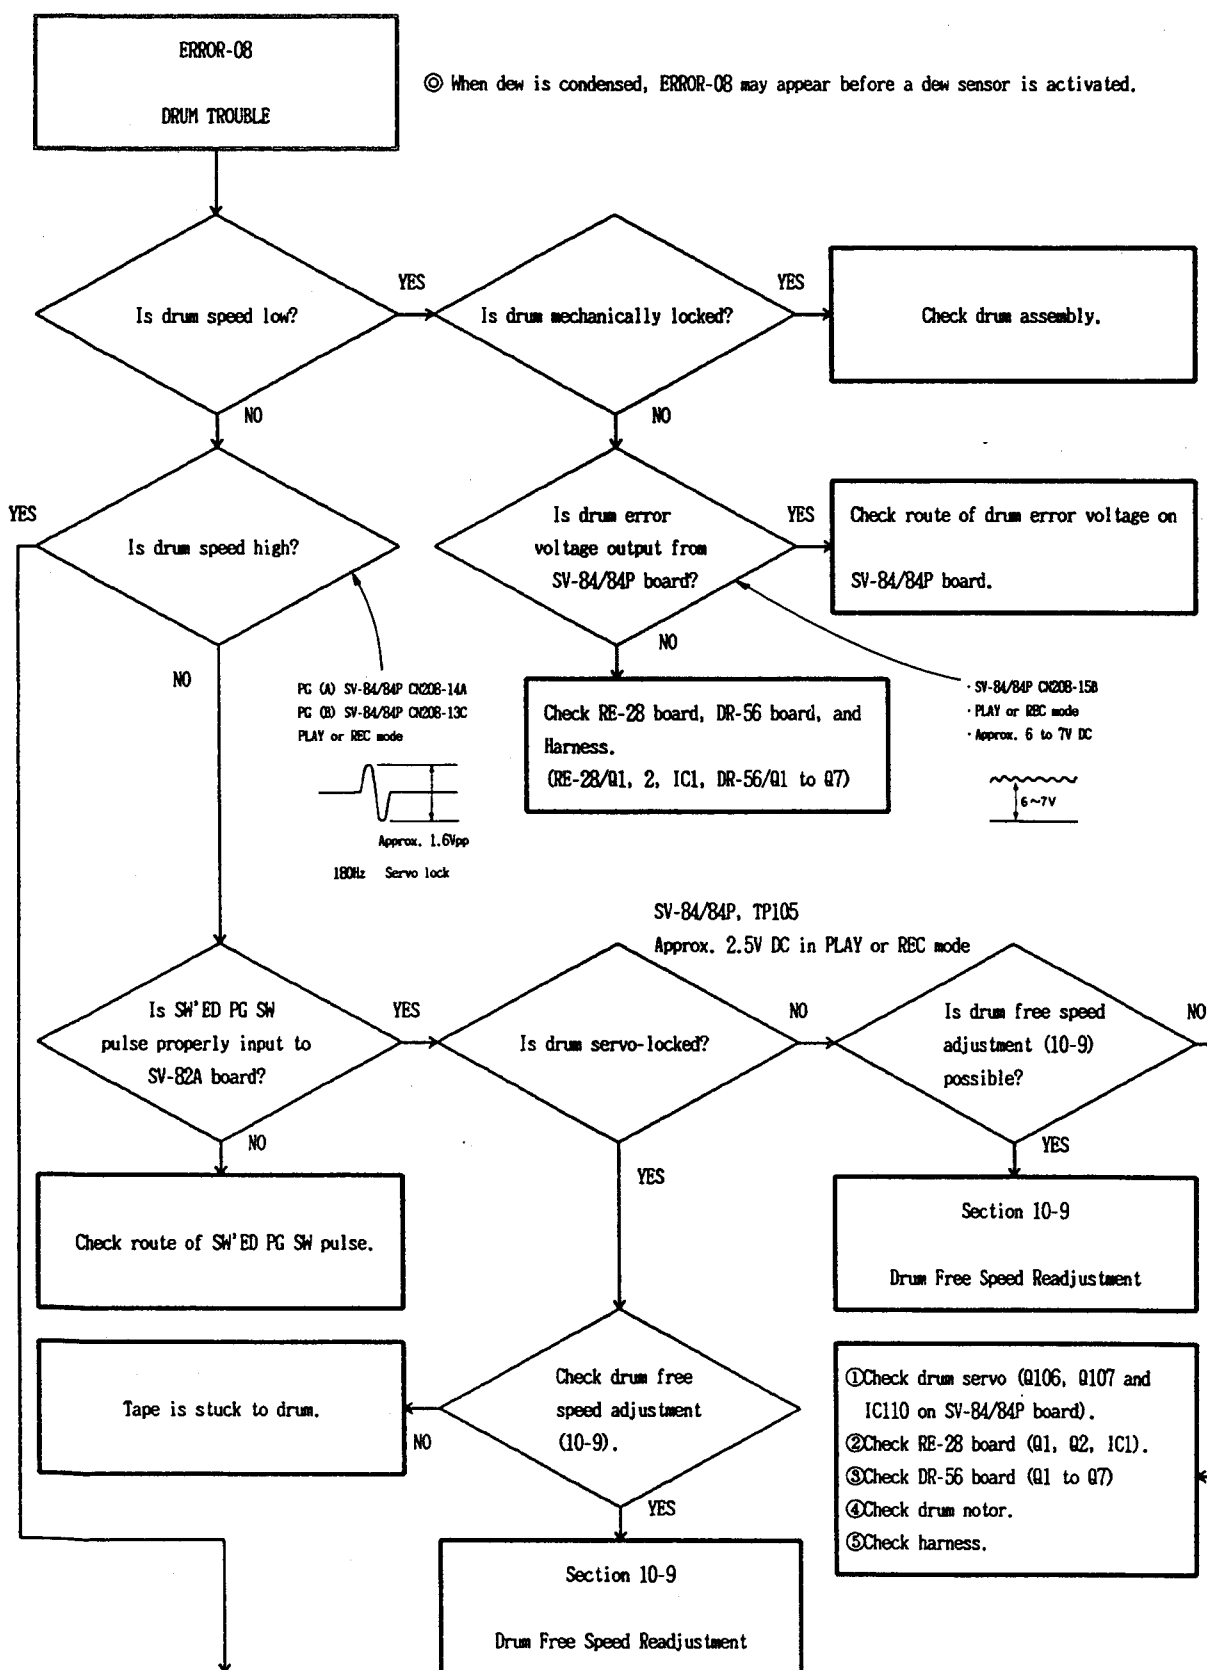 ERROR-08
DRUM TROUBLE
◎ When dew is condensed, ERROR-08 may appear before a dew sensor is activated.
Is drum speed low?
YES
NO
Is drum mechanically locked?
YES
NO
Check drum assembly.
YES
Is drum speed high?
NO
Is drum error
voltage output from
SV-84/84P board?
YES
NO
Check route of drum error voltage on
SV-84/84P board.
PG (A) SV-84/84P CN208-14A
PG (B) SV-84/84P CN208-13C
PLAY or REC mode
Approx. 1.6Vpp
180Hz Servo lock
Check RE-28 board, DR-56 board, and
Harness.
(RE-28/Q1, 2, IC1, DR-56/Q1 to Q7)
· SV-84/84P CN208-15B
· PLAY or REC mode
· Approx. 6 to 7V DC
6~7V
SV-84/84P, TP105
Approx. 2.5V DC in PLAY or REC mode
Is SW'ED PG SW
pulse properly input to
SV-82A board?
YES
NO
Is drum servo-locked?
NO
YES
Is drum free speed
adjustment (10-9)
possible?
NO
YES
Check route of SW'ED PG SW pulse.
Section 10-9
Drum Free Speed Readjustment
Tape is stuck to drum.
NO
Check drum free
speed adjustment
(10-9).
YES
①Check drum servo (Q106, Q107 and
IC110 on SV-84/84P board).
②Check RE-28 board (Q1, Q2, IC1).
③Check DR-56 board (Q1 to Q7)
④Check drum notor.
⑤Check harness.
Section 10-9
Drum Free Speed Readjustment